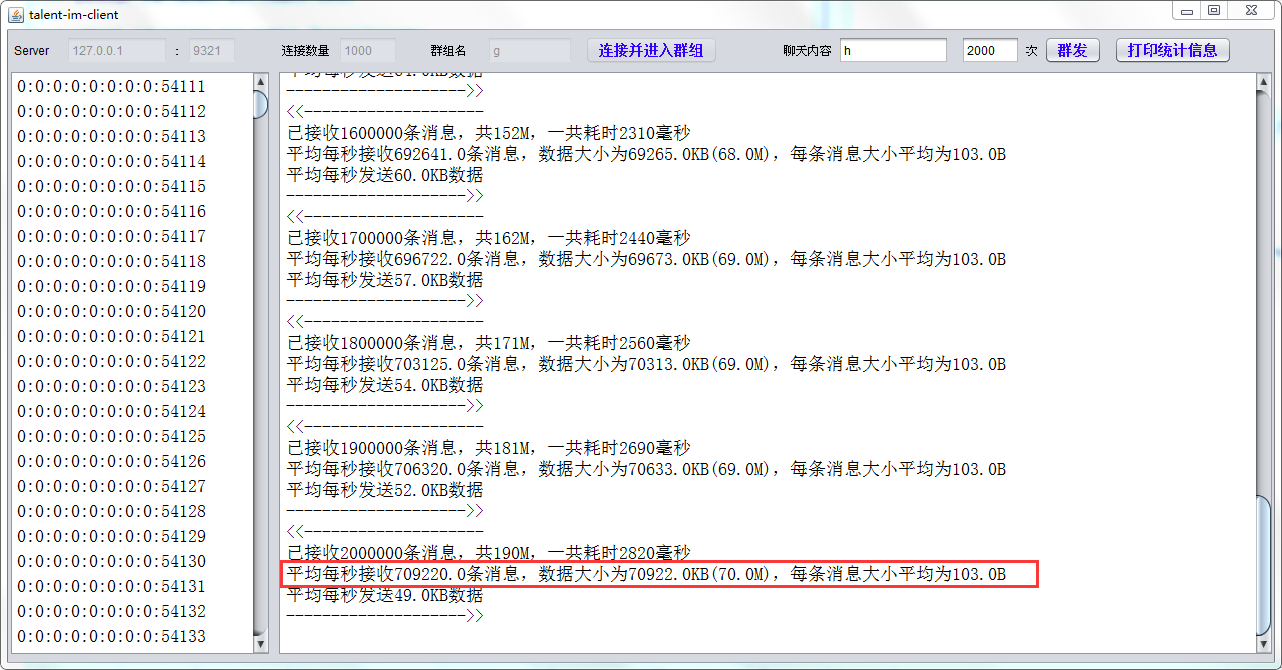 talent-im-client
Server 127.0.0.1 : 9321 连接数量 1000 群组名 g 连接并进入群组 聊天内容 h 2000 次 群发 打印统计信息
0:0:0:0:0:0:0:0:54111
0:0:0:0:0:0:0:0:54112
0:0:0:0:0:0:0:0:54113
0:0:0:0:0:0:0:0:54114
0:0:0:0:0:0:0:0:54115
0:0:0:0:0:0:0:0:54116
0:0:0:0:0:0:0:0:54117
0:0:0:0:0:0:0:0:54118
0:0:0:0:0:0:0:0:54119
0:0:0:0:0:0:0:0:54120
0:0:0:0:0:0:0:0:54121
0:0:0:0:0:0:0:0:54122
0:0:0:0:0:0:0:0:54123
0:0:0:0:0:0:0:0:54124
0:0:0:0:0:0:0:0:54125
0:0:0:0:0:0:0:0:54126
0:0:0:0:0:0:0:0:54127
0:0:0:0:0:0:0:0:54128
0:0:0:0:0:0:0:0:54129
0:0:0:0:0:0:0:0:54130
0:0:0:0:0:0:0:0:54131
0:0:0:0:0:0:0:0:54132
0:0:0:0:0:0:0:0:54133
-------------------->>
<<--------------------
已接收1600000条消息，共152M，一共耗时2310毫秒
平均每秒接收692641.0条消息，数据大小为69265.0KB(68.0M)，每条消息大小平均为103.0B
平均每秒发送60.0KB数据
-------------------->>
<<--------------------
已接收1700000条消息，共162M，一共耗时2440毫秒
平均每秒接收696722.0条消息，数据大小为69673.0KB(69.0M)，每条消息大小平均为103.0B
平均每秒发送57.0KB数据
-------------------->>
<<--------------------
已接收1800000条消息，共171M，一共耗时2560毫秒
平均每秒接收703125.0条消息，数据大小为70313.0KB(69.0M)，每条消息大小平均为103.0B
平均每秒发送54.0KB数据
-------------------->>
<<--------------------
已接收1900000条消息，共181M，一共耗时2690毫秒
平均每秒接收706320.0条消息，数据大小为70633.0KB(69.0M)，每条消息大小平均为103.0B
平均每秒发送52.0KB数据
-------------------->>
<<--------------------
已接收2000000条消息，共190M，一共耗时2820毫秒
平均每秒接收709220.0条消息，数据大小为70922.0KB(70.0M)，每条消息大小平均为103.0B
平均每秒发送49.0KB数据
-------------------->>